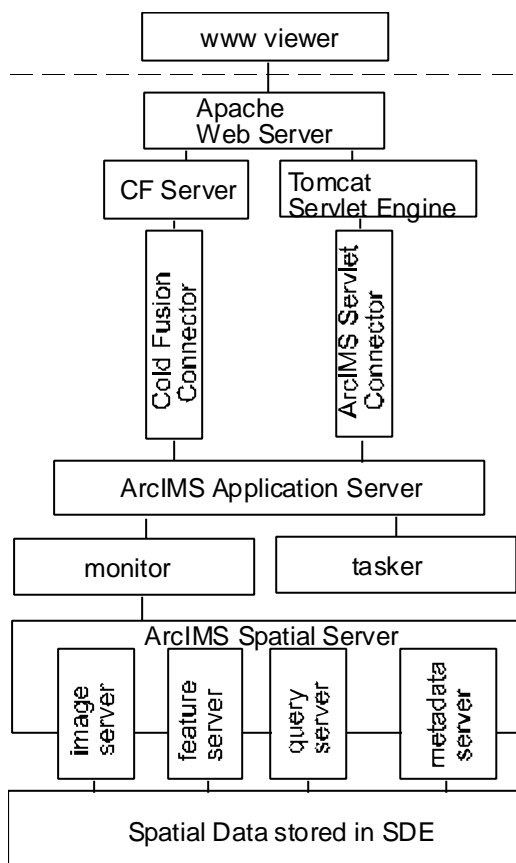 www viewer
Apache
Web Server
CF Server
Tomcat
Servlet Engine
Cold Fusion
Connector
ArcIMS Servlet
Connector
ArcIMS Application Server
monitor
tasker
ArcIMS Spatial Server
image
server
feature
server
query
server
metadata
server
Spatial Data stored in SDE